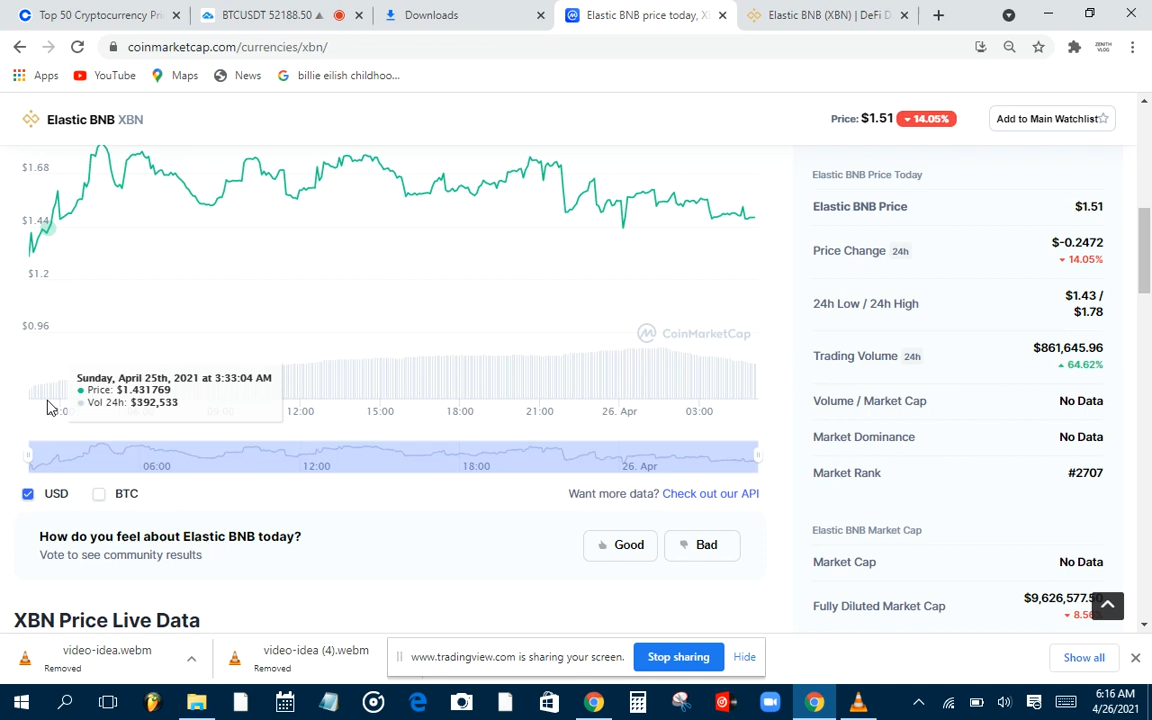 Top 50 Cryptocurrency Pri
BTCUSDT 52188.50
Downloads
Elastic BNB price today, X
Elastic BNB (XBN) | DeFi D
coinmarketcap.com/currencies/xbn/
ZENITH
VLOG
Apps YouTube Maps News billie eilish childhoo...
Elastic BNB XBN
Price: $1.51 14.05%
Add to Main Watchlist
$1.68
$1.44
$1.2
$0.96
CoinMarketCap
Sunday, April 25th, 2021 at 3:33:04 AM
Price: $1.431769
Vol 24h: $392,533
12:00 15:00 18:00 21:00 26. Apr 03:00
06:00 12:00 18:00 26. Apr
USD BTC
Want more data? Check out our API
How do you feel about Elastic BNB today?
Vote to see community results
Good Bad
XBN Price Live Data
Elastic BNB Price Today
Elastic BNB Price $1.51
Price Change 24h $-0.2472
14.05%
24h Low / 24h High $1.43 /
$1.78
Trading Volume 24h $861,645.96
64.62%
Volume / Market Cap No Data
Market Dominance No Data
Market Rank #2707
Elastic BNB Market Cap
Market Cap No Data
Fully Diluted Market Cap $9,626,577.50
8.56%
video-idea.webm
Removed
video-idea (4).webm
Removed
www.tradingview.com is sharing your screen. Stop sharing Hide
Show all
6:16 AM
4/26/2021